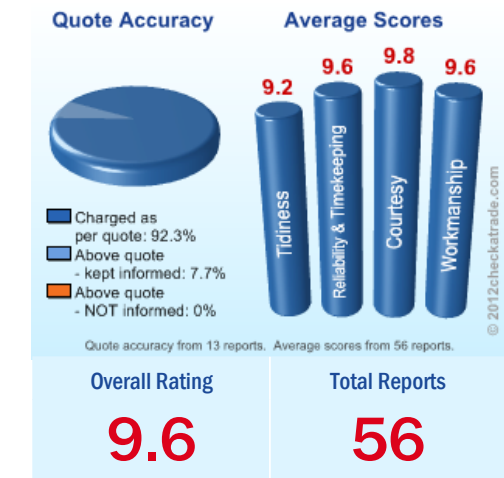 Quote Accuracy
Average Scores
9.2
9.6
9.8
9.6
Tidiness
Reliability & Timekeeping
Courtesy
Workmanship
Charged as
per quote: 92.3%
Above quote
- kept informed: 7.7%
Above quote
- NOT informed: 0%
© 2012checkatrade.com
Quote accuracy from 13 reports. Average scores from 56 reports.
Overall Rating
9.6
Total Reports
56